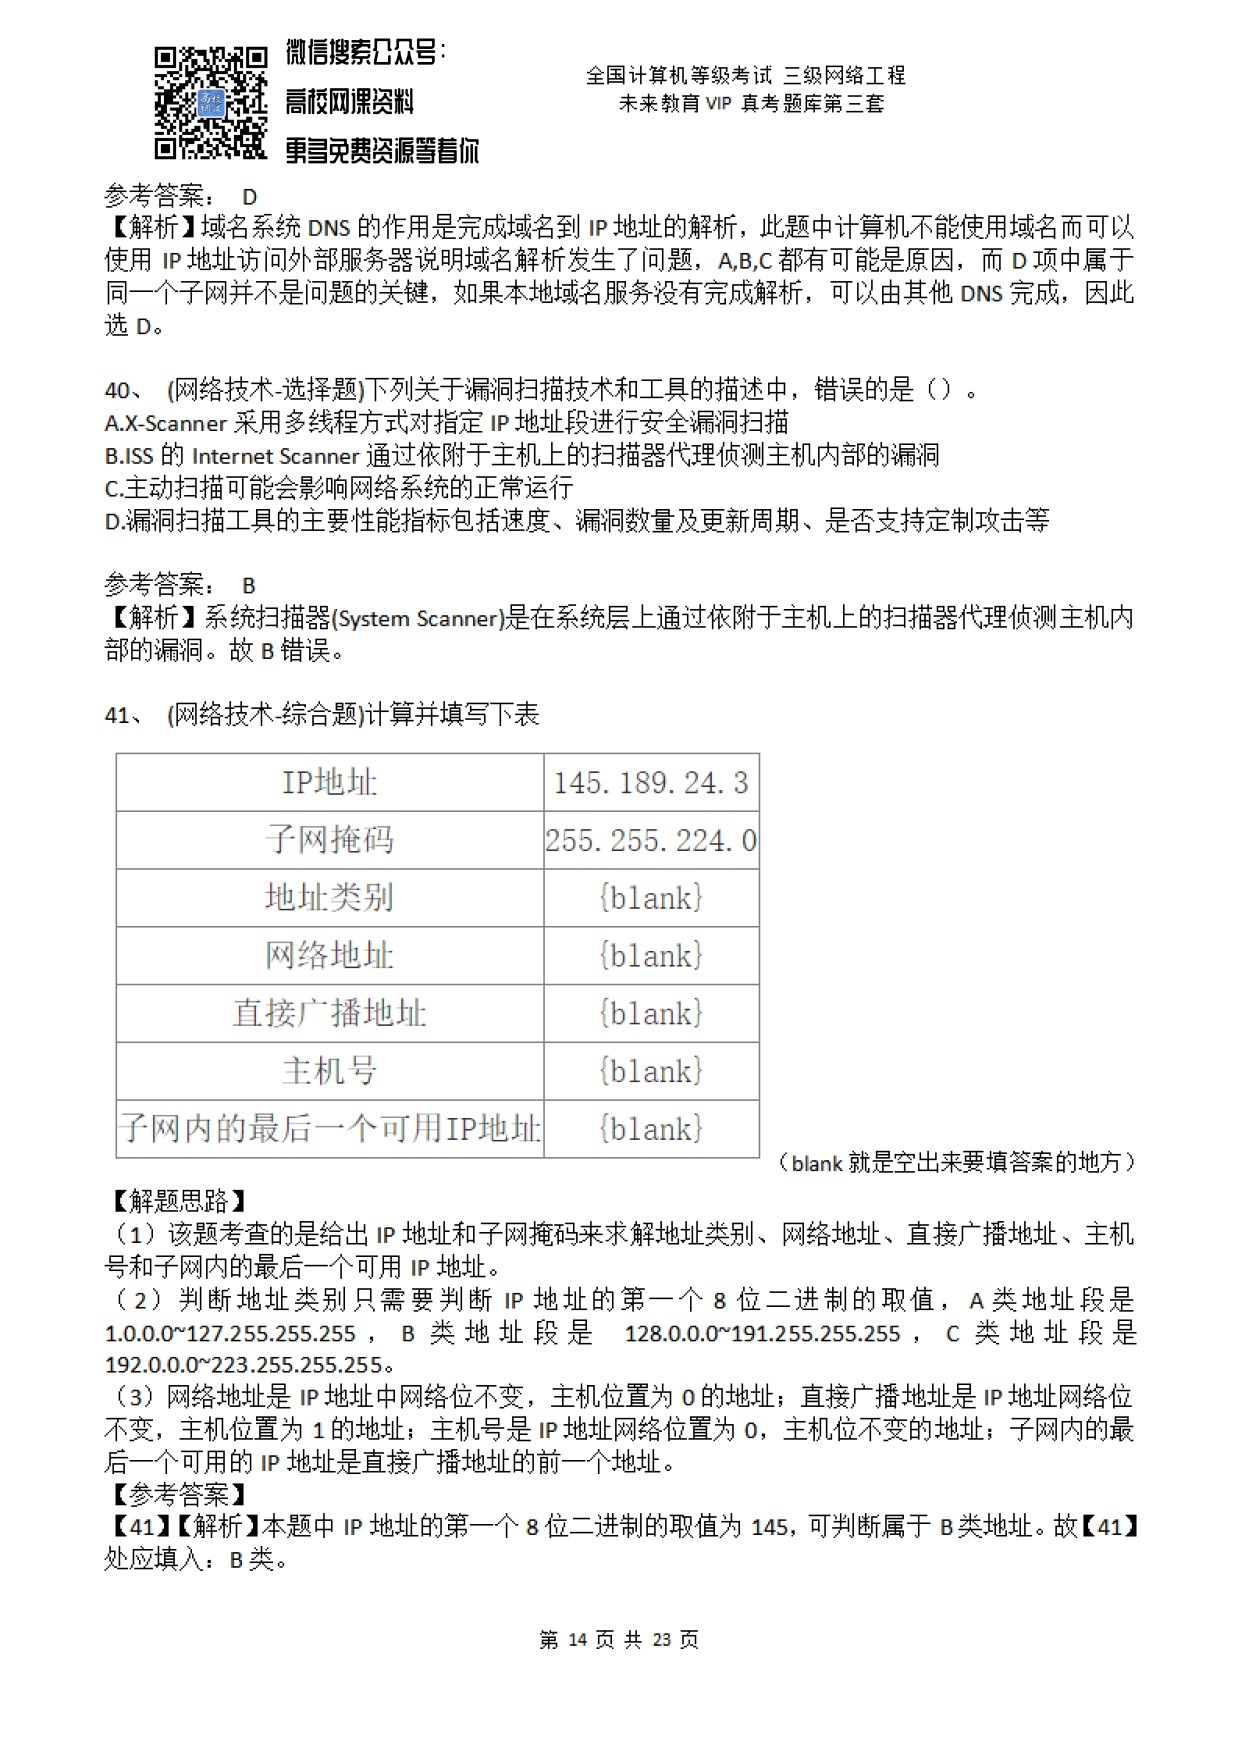 微信搜索公众号：
高校网课资料
更多免费资源等着你
全国计算机等级考试 三级网络工程
未来教育 VIP 真考题库第三套
参考答案： D
【解析】域名系统 DNS 的作用是完成域名到 IP 地址的解析，此题中计算机不能使用域名而可以
使用 IP 地址访问外部服务器说明域名解析发生了问题，A,B,C 都有可能是原因，而 D 项中属于
同一个子网并不是问题的关键，如果本地域名服务没有完成解析，可以由其他 DNS 完成，因此
选 D。
40、 (网络技术-选择题)下列关于漏洞扫描技术和工具的描述中，错误的是（）。
A.X-Scanner 采用多线程方式对指定 IP 地址段进行安全漏洞扫描
B.ISS 的 Internet Scanner 通过依附于主机上的扫描器代理侦测主机内部的漏洞
C.主动扫描可能会影响网络系统的正常运行
D.漏洞扫描工具的主要性能指标包括速度、漏洞数量及更新周期、是否支持定制攻击等
参考答案： B
【解析】系统扫描器(System Scanner)是在系统层上通过依附于主机上的扫描器代理侦测主机内
部的漏洞。故 B 错误。
41、 (网络技术-综合题)计算并填写下表
IP地址 145.189.24.3
子网掩码 255.255.224.0
地址类别 {blank}
网络地址 {blank}
直接广播地址 {blank}
主机号 {blank}
子网内的最后一个可用IP地址 {blank}
（blank 就是空出来要填答案的地方）
【解题思路】
（1）该题考查的是给出 IP 地址和子网掩码来求解地址类别、网络地址、直接广播地址、主机
号和子网内的最后一个可用 IP 地址。
（2）判断地址类别只需要判断 IP 地址的第一个 8 位二进制的取值，A 类地址段是
1.0.0.0~127.255.255.255，B 类地址段是 128.0.0.0~191.255.255.255，C 类地址段是
192.0.0.0~223.255.255.255。
（3）网络地址是 IP 地址中网络位不变，主机位置为 0 的地址；直接广播地址是 IP 地址网络位
不变，主机位置为 1 的地址；主机号是 IP 地址网络位置为 0，主机位不变的地址；子网内的最
后一个可用的 IP 地址是直接广播地址的前一个地址。
【参考答案】
【41】【解析】本题中 IP 地址的第一个 8 位二进制的取值为 145，可判断属于 B 类地址。故【41】
处应填入：B 类。
第 14 页 共 23 页